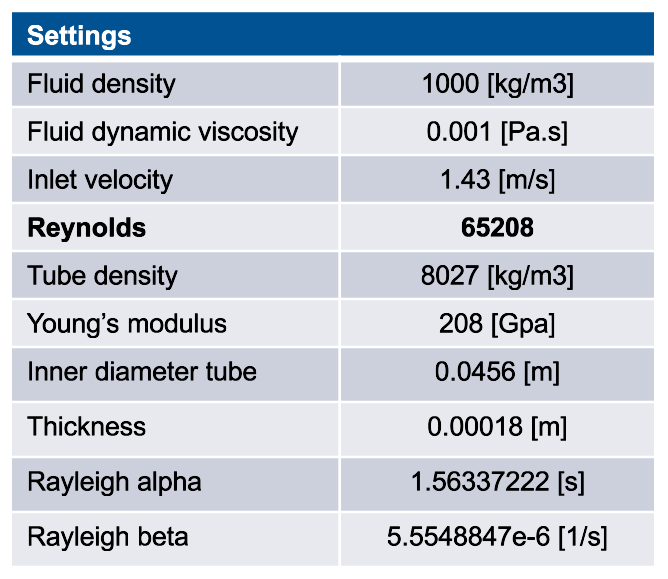 Settings
Fluid density 1000 [kg/m3]
Fluid dynamic viscosity 0.001 [Pa.s]
Inlet velocity 1.43 [m/s]
Reynolds 65208
Tube density 8027 [kg/m3]
Young’s modulus 208 [Gpa]
Inner diameter tube 0.0456 [m]
Thickness 0.00018 [m]
Rayleigh alpha 1.56337222 [s]
Rayleigh beta 5.5548847e-6 [1/s]